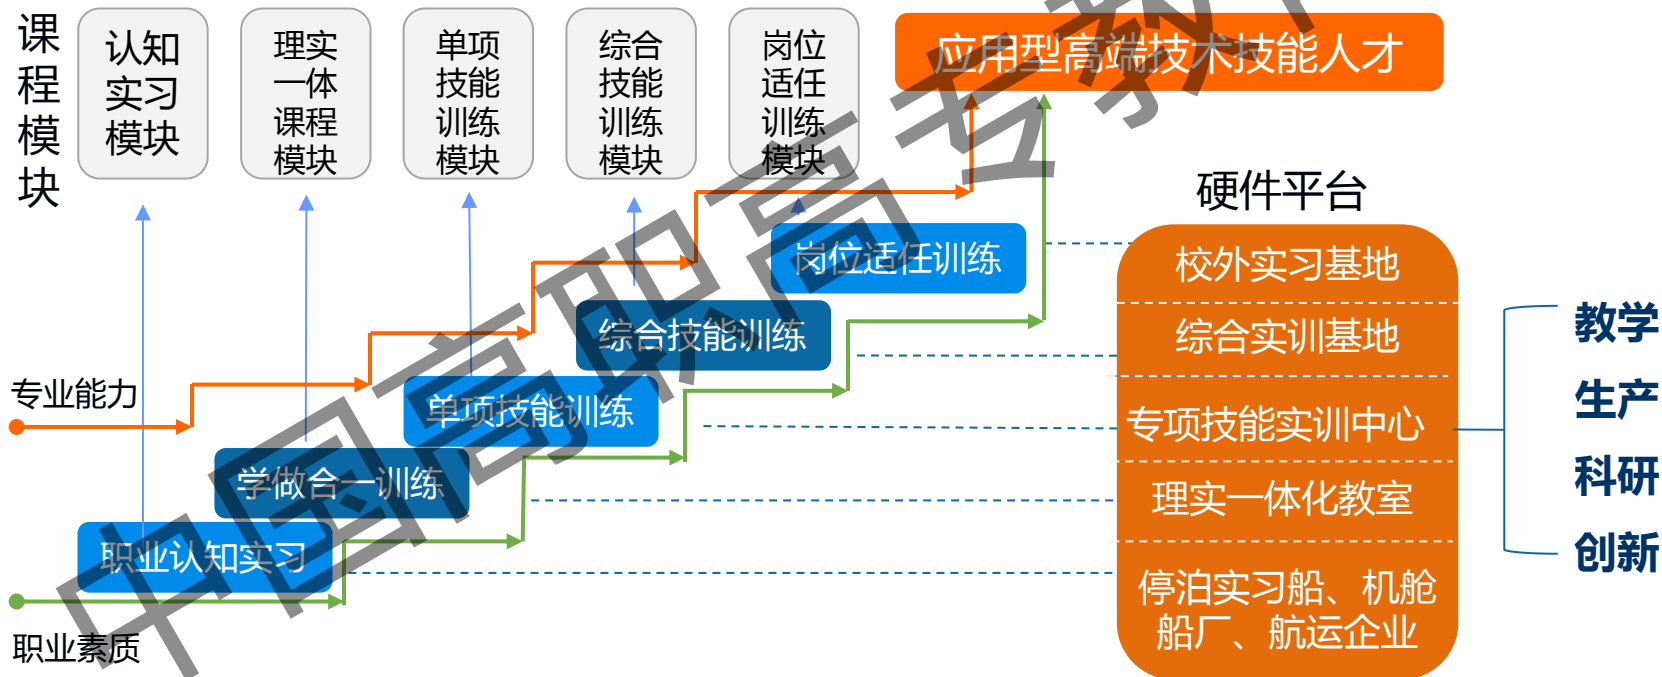 课程模块
认知
实习
模块
理实
一体
课程
模块
单项
技能
训练
模块
综合
技能
训练
模块
岗位
适任
训练
模块
应用型高端技术技能人才
硬件平台
岗位适任训练
综合技能训练
单项技能训练
学做合一训练
职业认知实习
专业能力
职业素质
校外实习基地
综合实训基地
专项技能实训中心
理实一体化教室
停泊实习船、机舱
船厂、航运企业
教学
生产
科研
创新
中国高职高专教